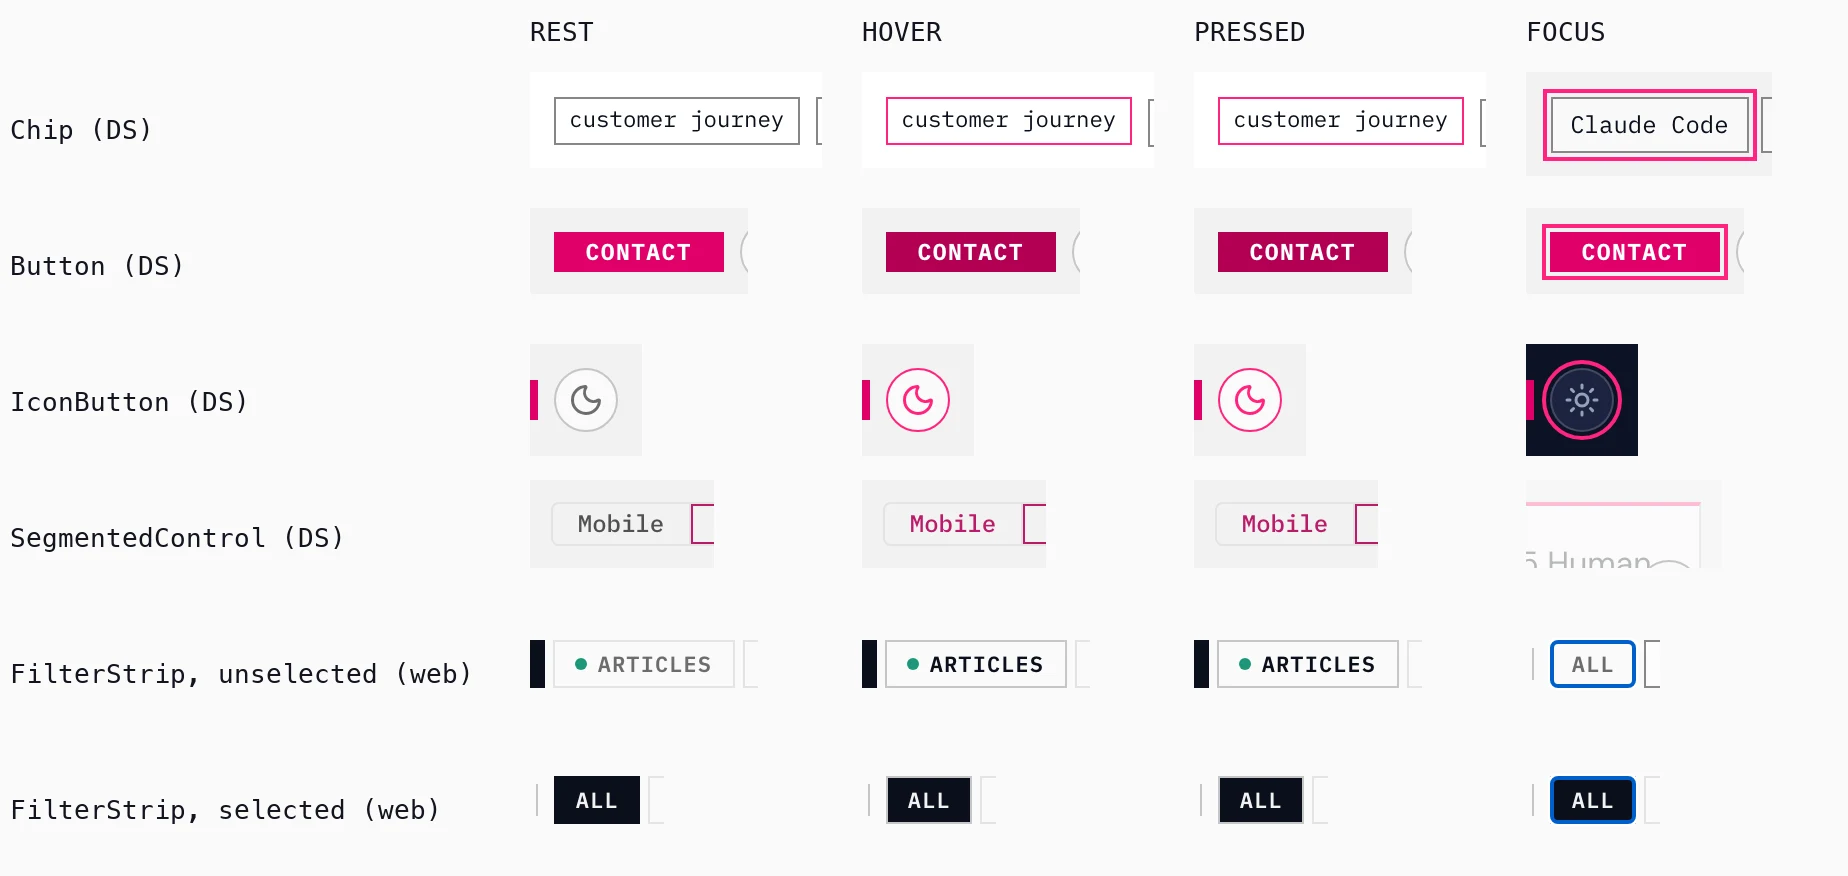 REST HOVER PRESSED FOCUS
Chip (DS) customer journey customer journey customer journey Claude Code
Button (DS) CONTACT CONTACT CONTACT CONTACT
IconButton (DS)
SegmentedControl (DS) Mobile Mobile Mobile
5 Human
FilterStrip, unselected (web) ARTICLES ARTICLES ARTICLES ALL
FilterStrip, selected (web) ALL ALL ALL ALL